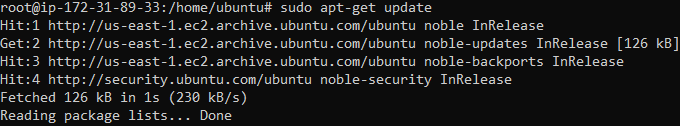 root@ip-172-31-89-33:/home/ubuntu# sudo apt-get update
Hit:1 http://us-east-1.ec2.archive.ubuntu.com/ubuntu noble InRelease
Get:2 http://us-east-1.ec2.archive.ubuntu.com/ubuntu noble-updates InRelease [126 kB]
Hit:3 http://us-east-1.ec2.archive.ubuntu.com/ubuntu noble-backports InRelease
Hit:4 http://security.ubuntu.com/ubuntu noble-security InRelease
Fetched 126 kB in 1s (230 kB/s)
Reading package lists... Done